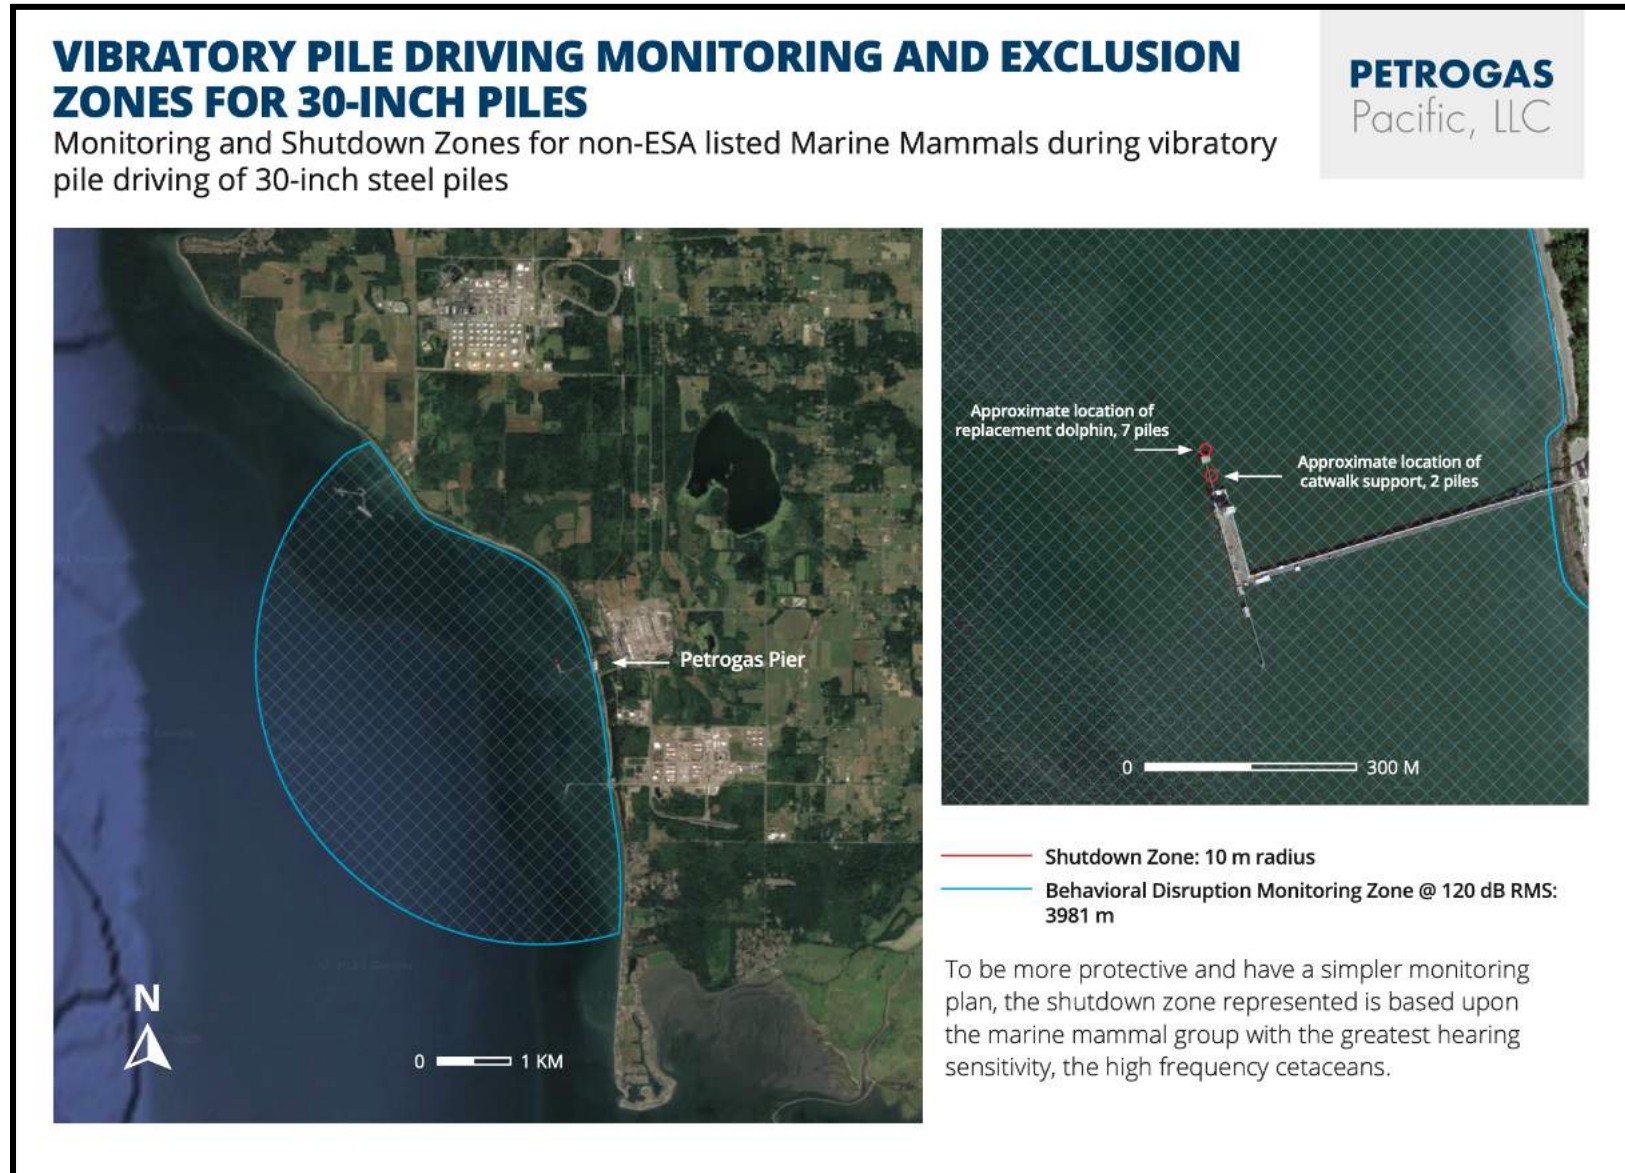 VIBRATORY PILE DRIVING MONITORING AND EXCLUSION
ZONES FOR 30-INCH PILES
Monitoring and Shutdown Zones for non-ESA listed Marine Mammals during vibratory
pile driving of 30-inch steel piles
PETROGAS
Pacific, LLC
Petrogas Pier
N
0 1 KM
Approximate location of
replacement dolphin, 7 piles
Approximate location of
catwalk support, 2 piles
0 300 M
Shutdown Zone: 10 m radius
Behavioral Disruption Monitoring Zone @ 120 dB RMS:
3981 m
To be more protective and have a simpler monitoring
plan, the shutdown zone represented is based upon
the marine mammal group with the greatest hearing
sensitivity, the high frequency cetaceans.